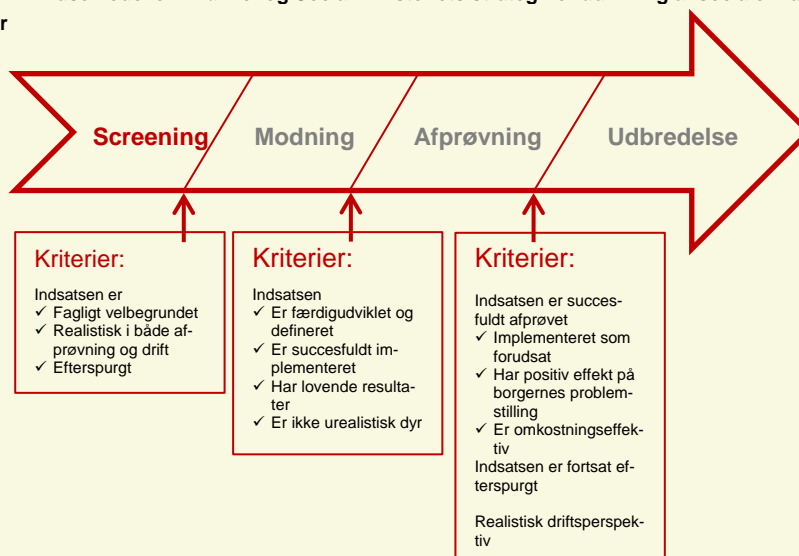 r
Screening
Modning
Afprøvning
Udbredelse
Kriterier:
Indsatsen er
✓ Fagligt velbegrundet
✓ Realistisk i både af-
prøvning og drift
✓ Efterspurgt
Kriterier:
Indsatsen
✓ Er færdigudviklet og
defineret
✓ Er succesfuldt im-
plementeret
✓ Har lovende resulta-
ter
✓ Er ikke urealistisk dyr
Kriterier:
Indsatsen er succes-
fuldt afprøvet
✓ Implementeret som
forudsat
✓ Har positiv effekt på
borgernes problem-
stilling
✓ Er omkostningseffek-
tiv
Indsatsen er fortsat ef-
terspurgt
Realistisk driftsperspek-
tiv